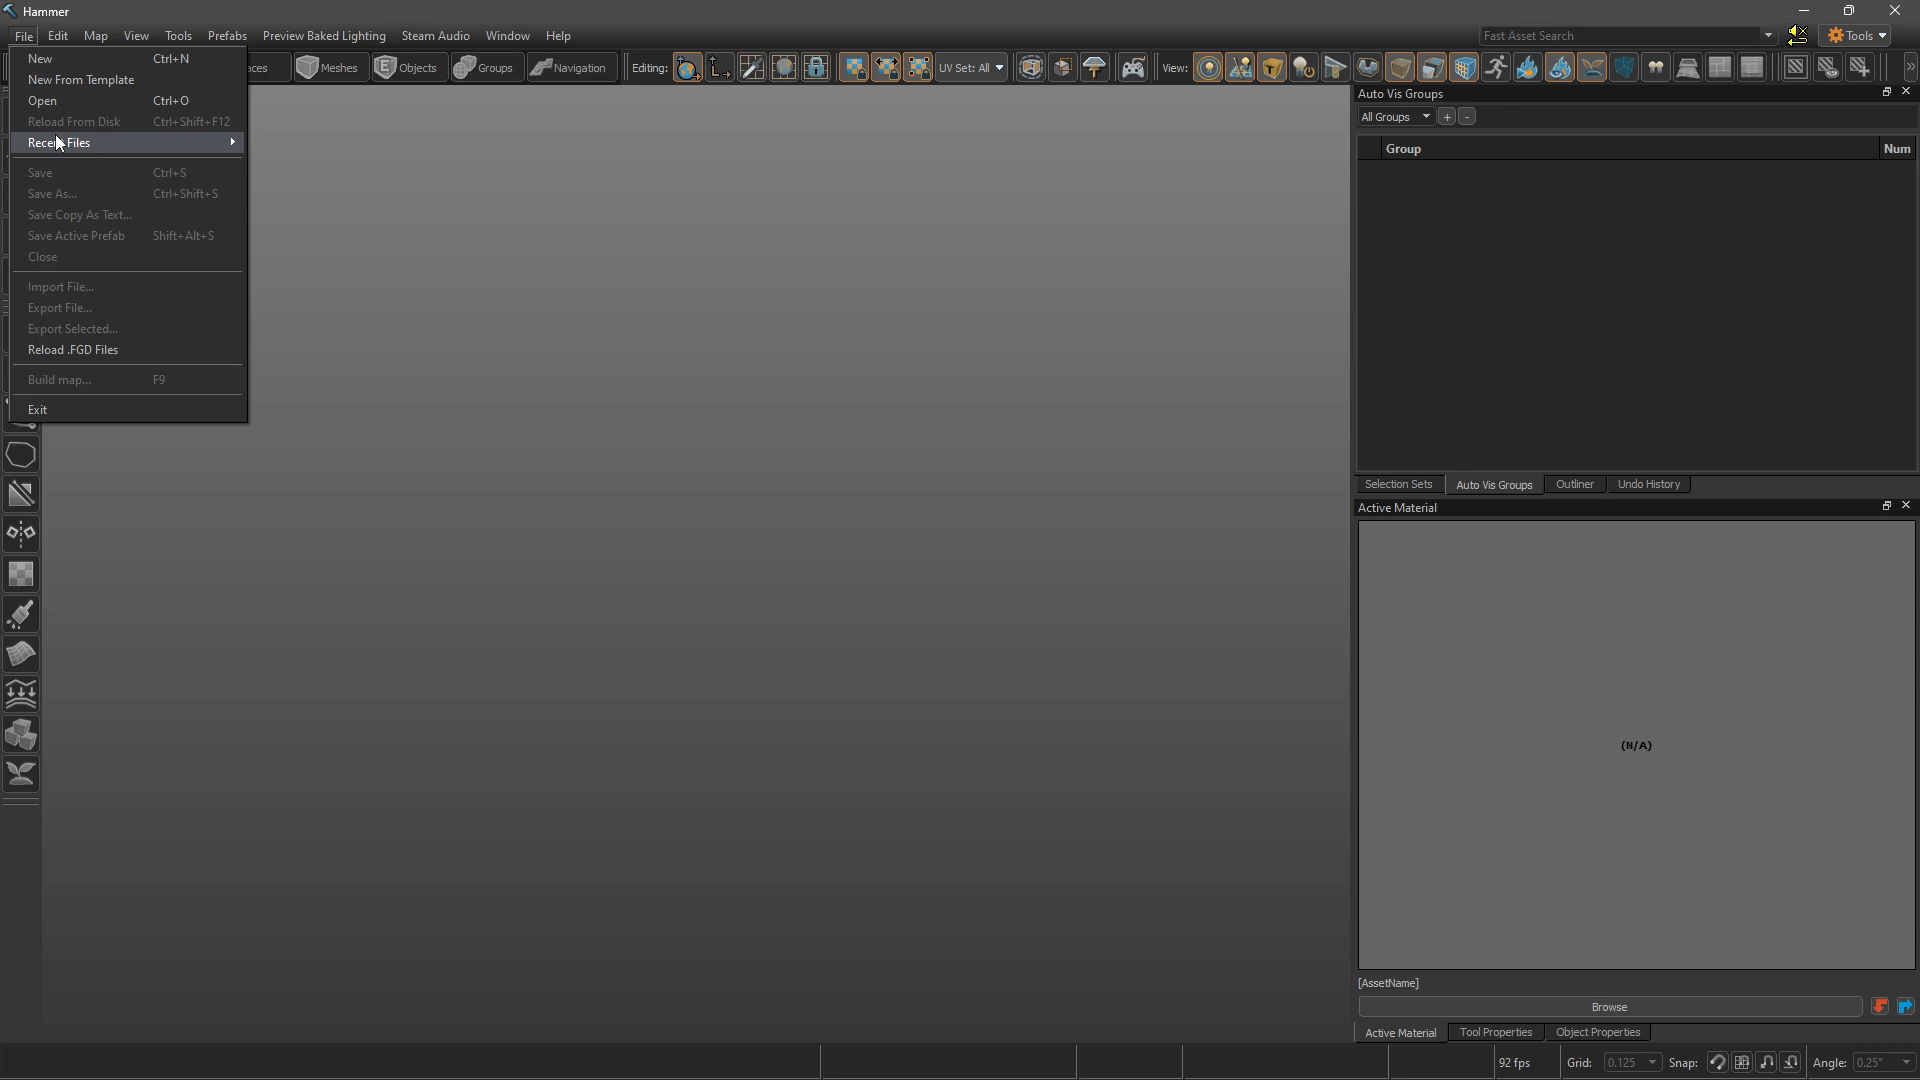 Hammer
File Edit Map View Tools Prefabs Preview Baked Lighting Steam Audio Window Help
Fast Asset Search
Tools
New Ctrl+N
New From Template
Open Ctrl+O
Reload From Disk Ctrl+Shift+F12
Files
Save Ctrl+S
Save As... Ctrl+Shift+S
Save Copy As Text...
Save Active Prefab Shift+Alt+S
Close
Import File...
Export File...
Export Selected...
Reload .FGD Files
Build map... F9
Exit
Meshes Objects Groups Navigation Editing: UV Set: All View:
Auto Vis Groups
All Groups + -
Group Num
Selection Sets Auto Vis Groups Outliner Undo History
Active Material
(N/A)
[AssetName]
Browse
Active Material Tool Properties Object Properties
92 fps Grid: 0.125 Snap: Angle: 0.25°